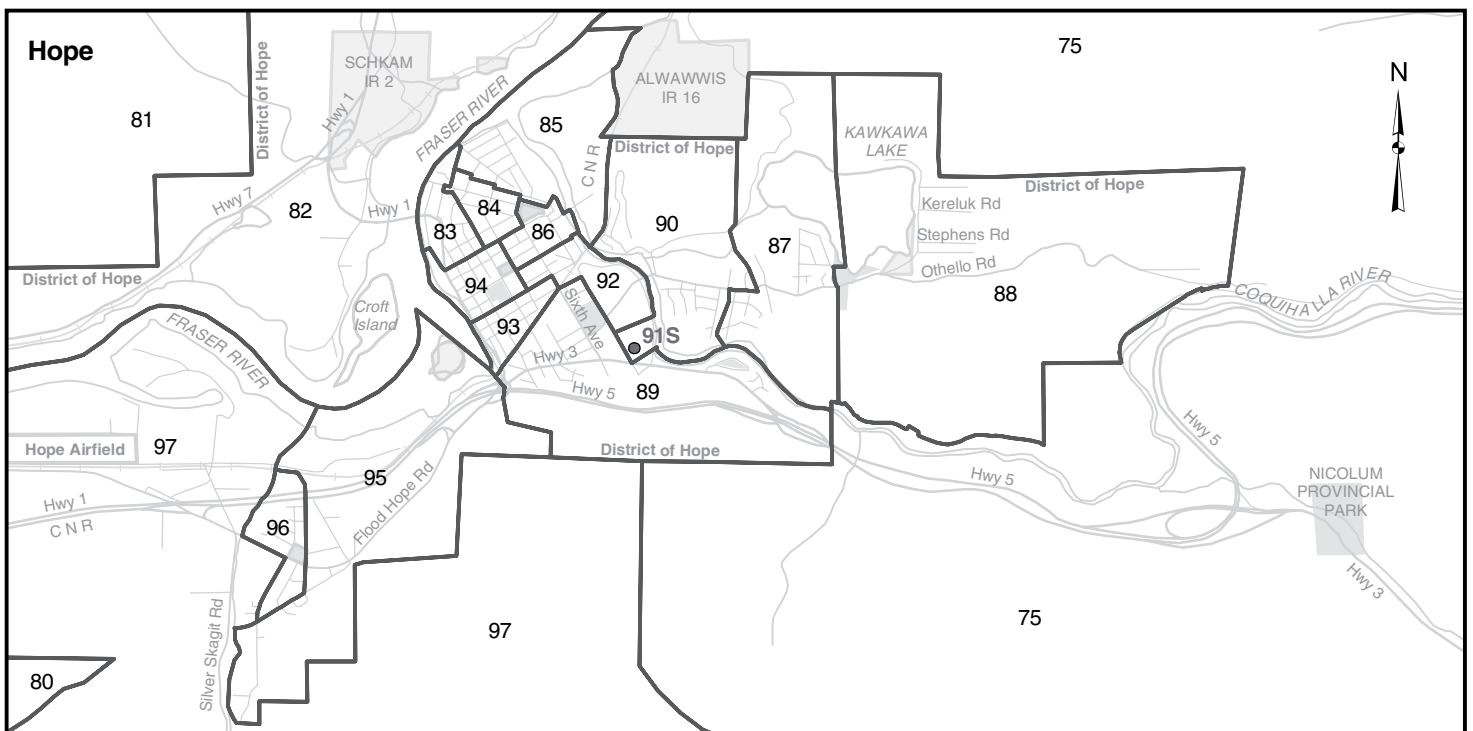 Hope
75
N
District of Hope
SCHKAM
IR 2
ALWAWWIS
IR 16
81
Hwy 1
FRASER RIVER
85
CNR
District of Hope
KAWKAWA
LAKE
District of Hope
Hwy 7
82
Hwy 1
84
83
86
90
87
Kereluk Rd
Stephens Rd
Othello Rd
District of Hope
94
92
88
COQUIHALLA RIVER
Croft
Island
FRASER RIVER
93
Sixth Ave
91S
Hwy 3
89
Hwy 5
Hwy 5
Hope Airfield
97
District of Hope
95
Flood Hope Rd
Hwy 5
NICOLUM
PROVINCIAL
PARK
Hwy 1
CNR
96
Hwy 3
Silver Skagit Rd
97
75
80